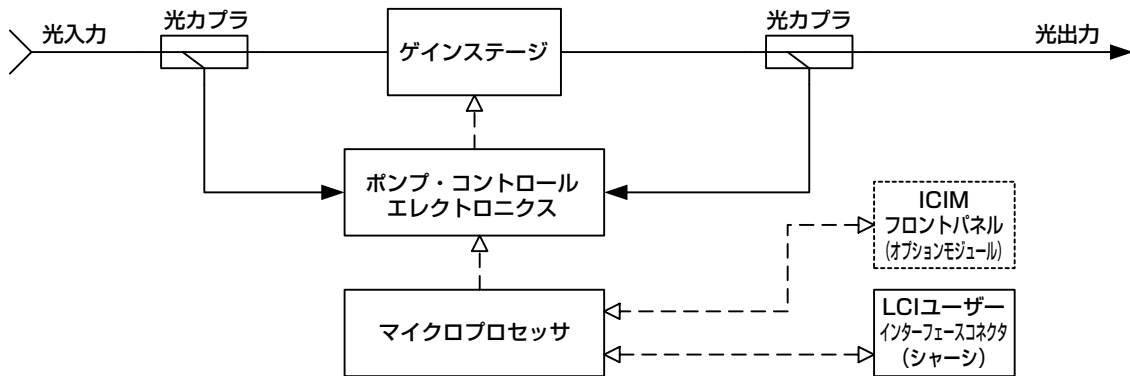 光入力
光カプラ
ゲインステージ
光カプラ
光出力
ポンプ・コントロール
エレクトロニクス
ICIM
フロントパネル
(オプションモジュール)
マイクロプロセッサ
LCIユーザー
インターフェースコネクタ
(シャーシ)